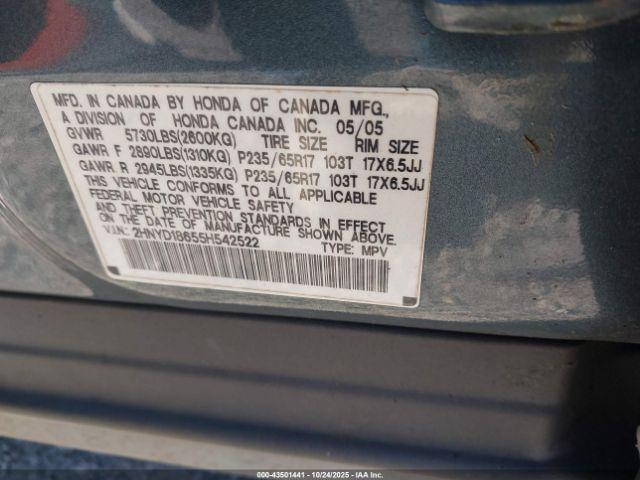 MFD. IN CANADA BY HONDA OF CANADA MFG.,
A DIVISION OF HONDA CANADA INC. 05/05
GVWR 5730LBS(2600KG) TIRE SIZE RIM SIZE
GAWR F 2890LBS(1310KG) P235/65R17 103T 17X6.5JJ
GAWR R 2945LBS(1335KG) P235/65R17 103T 17X6.5JJ
THIS VEHICLE CONFORMS TO ALL APPLICABLE
FEDERAL MOTOR VEHICLE SAFETY
AND THEFT PREVENTION STANDARDS IN EFFECT
ON THE DATE OF MANUFACTURE SHOWN ABOVE.
V.I.N: 2HNYD18655H542522 TYPE: MPV
000-43501441 - 10/24/2025 - IAAI.COM